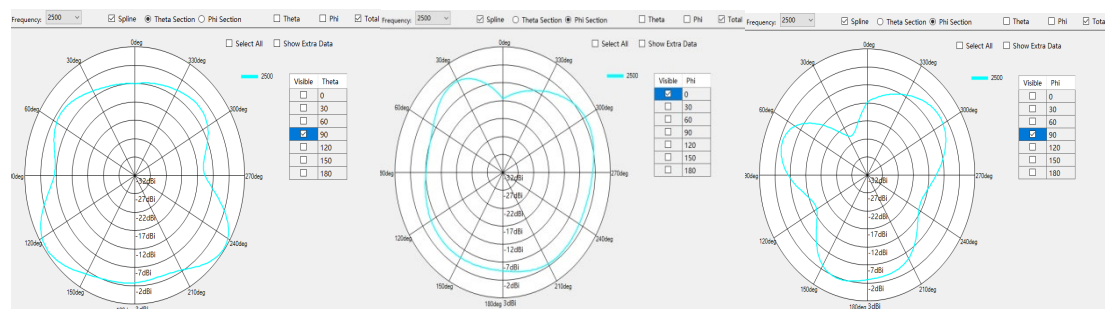 Frequency: 2500 Spline Theta Section Phi Section Theta Phi Total
Select All Show Extra Data
2500
Visible Theta
0
30
60
90
120
150
180
0deg
30deg
330deg
60deg
300deg
270deg
120deg
240deg
150deg
210deg
-32dBi
-27dBi
-22dBi
-17dBi
-12dBi
-7dBi
-2dBi
Frequency: 2500 Spline Theta Section Phi Section Theta Phi Total
Select All Show Extra Data
2500
Visible Phi
0
30
60
90
120
150
180
0deg
30deg
330deg
60deg
300deg
270deg
120deg
240deg
150deg
210deg
180deg 3dBi
-32dBi
-27dBi
-22dBi
-17dBi
-12dBi
-7dBi
-2dBi
Frequency: 2500 Spline Theta Section Phi Section Theta Phi Total
Select All Show Extra Data
2500
Visible Phi
0
30
60
90
120
150
180
0deg
30deg
330deg
60deg
300deg
270deg
120deg
240deg
150deg
210deg
180deg 3dBi
-32dBi
-27dBi
-22dBi
-17dBi
-12dBi
-7dBi
-2dBi